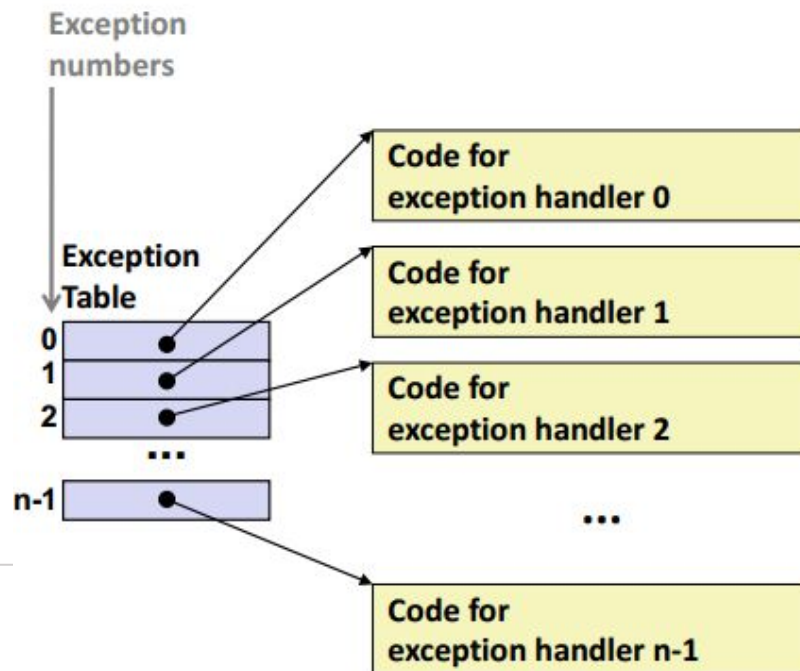 Exception
numbers
Code for
exception handler 0
Exception
Table
Code for
exception handler 1
0
1
2
Code for
exception handler 2
...
n-1
...
Code for
exception handler n-1